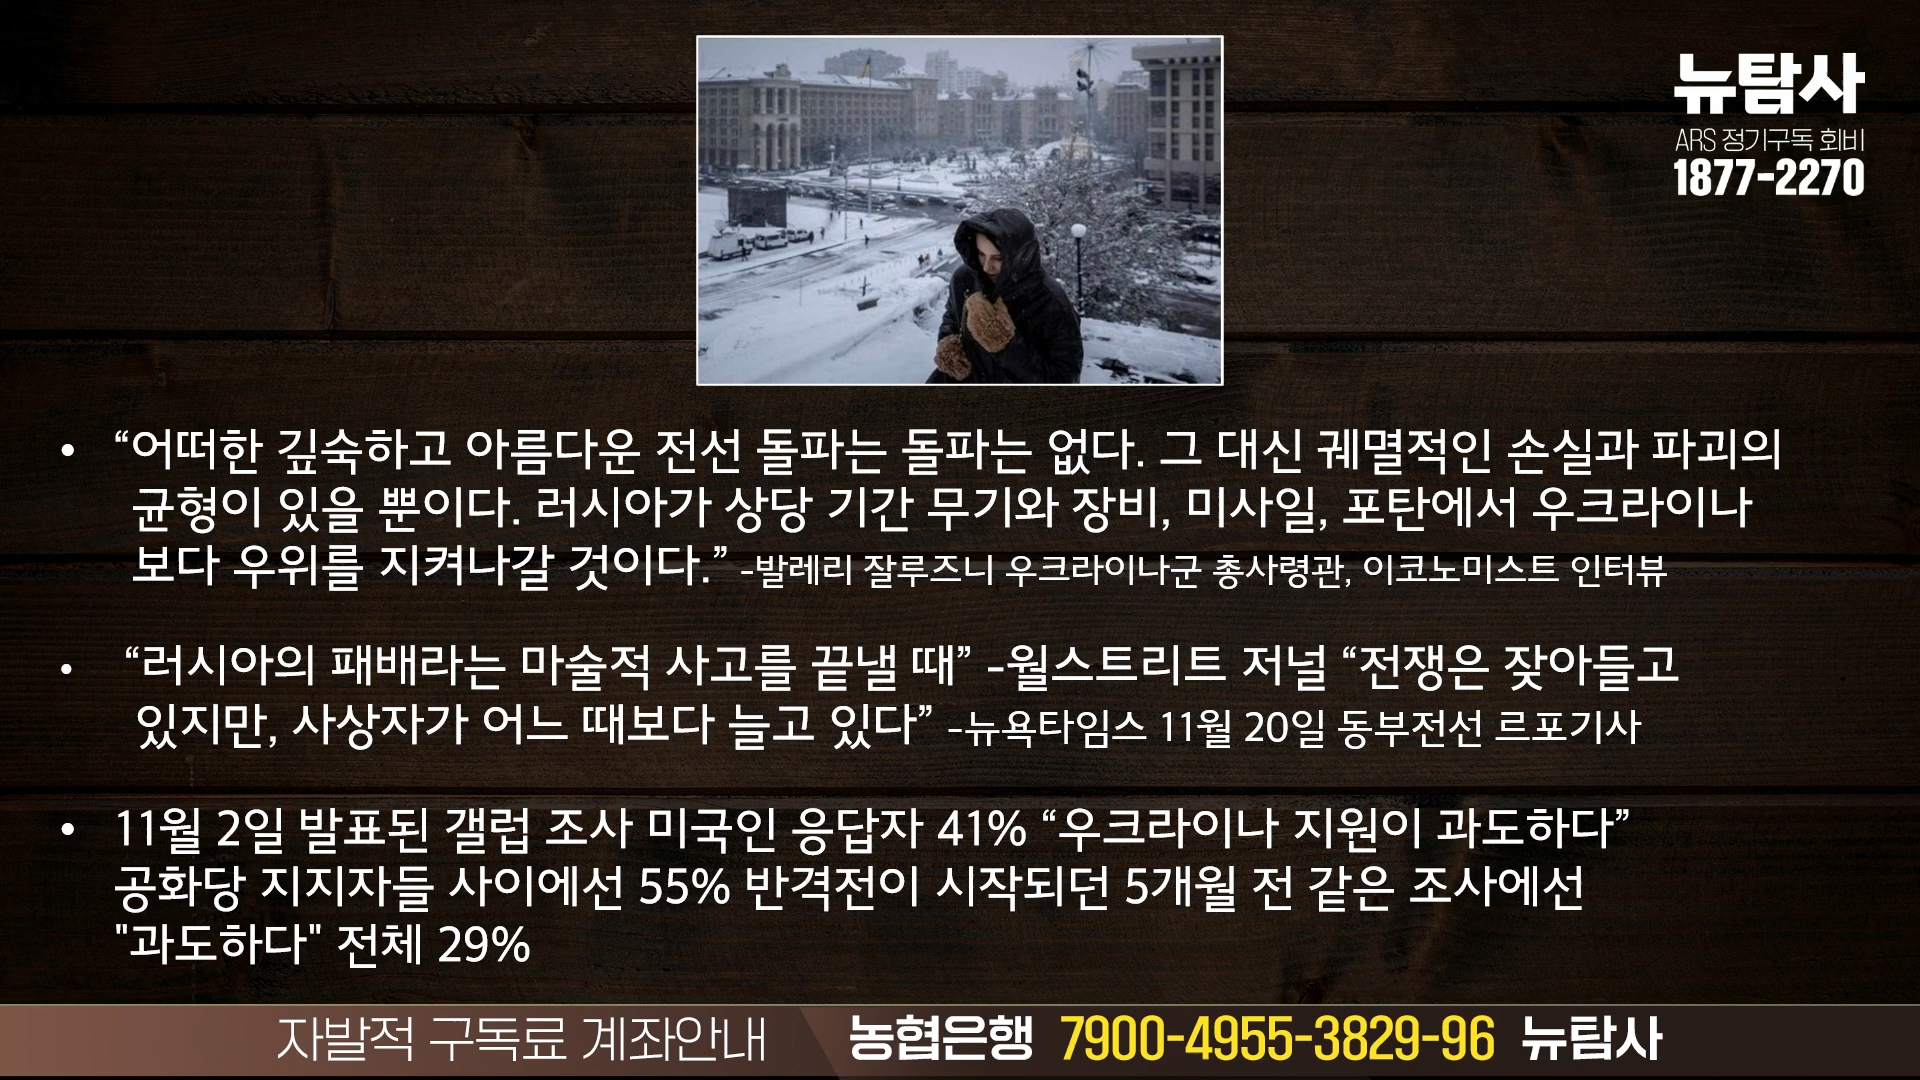 뉴탐사
ARS 정기구독 회비
1877-2270
• “어떠한 깊숙하고 아름다운 전선 돌파는 돌파는 없다. 그 대신 궤멸적인 손실과 파괴의
균형이 있을 뿐이다. 러시아가 상당 기간 무기와 장비, 미사일, 포탄에서 우크라이나
보다 우위를 지켜나갈 것이다.” -발레리 잘루즈니 우크라이나군 총사령관, 이코노미스트 인터뷰
• “러시아의 패배라는 마술적 사고를 끝낼 때” -월스트리트 저널 “전쟁은 잦아들고
있지만, 사상자가 어느 때보다 늘고 있다” -뉴욕타임스 11월 20일 동부전선 르포기사
• 11월 2일 발표된 갤럽 조사 미국인 응답자 41% “우크라이나 지원이 과도하다”
공화당 지지자들 사이에선 55% 반격전이 시작되던 5개월 전 같은 조사에선
"과도하다" 전체 29%
자발적 구독료 계좌안내 농협은행 7900-4955-3829-96 뉴탐사